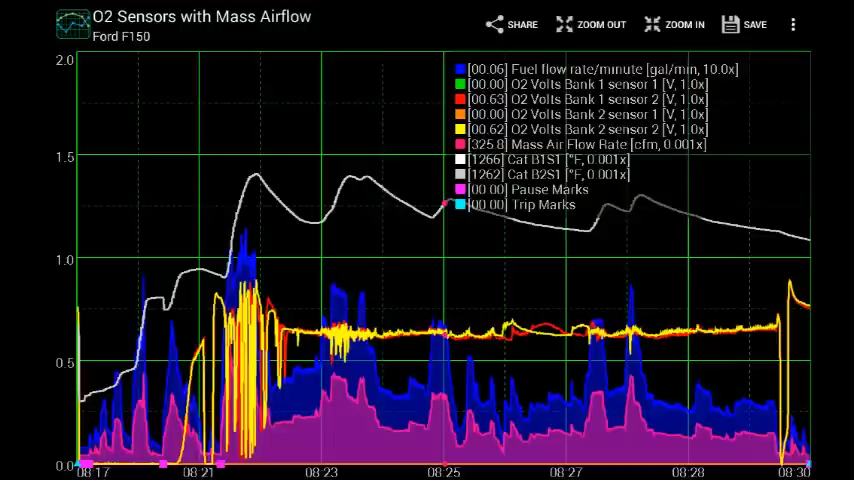 O2 Sensors with Mass Airflow
Ford F150
SHARE
ZOOM OUT
ZOOM IN
SAVE
2.0
[00.06] Fuel flow rate/minute [gal/min, 10.0x]
[00.00] O2 Volts Bank 1 sensor 1 [V, 1.0x]
[00.63] O2 Volts Bank 1 sensor 2 [V, 1.0x]
[00.00] O2 Volts Bank 2 sensor 1 [V, 1.0x]
[00.62] O2 Volts Bank 2 sensor 2 [V, 1.0x]
[325.8] Mass Air Flow Rate [cfm, 0.001x]
1.5
[1266] Cat B1S1 [°F, 0.001x]
[1262] Cat B2S1 [°F, 0.001x]
[00.00] Pause Marks
[00.00] Trip Marks
1.0
0.5
0.0
08:17
08:21
08:23
08:25
08:27
08:28
08:30